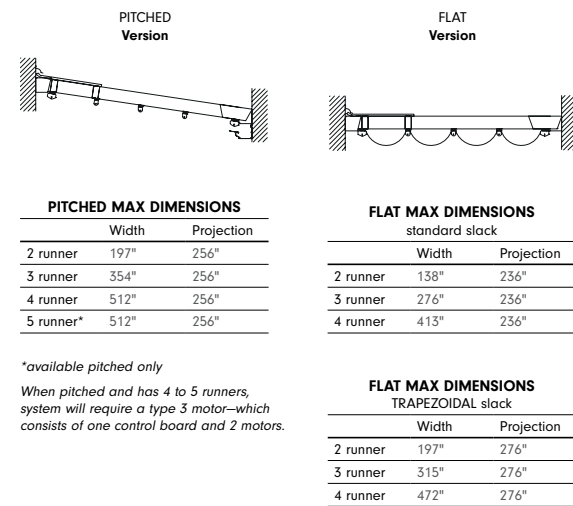 PITCHED
Version
PITCHED MAX DIMENSIONS
Width Projection
2 runner 197" 256"
3 runner 354" 256"
4 runner 512" 256"
5 runner* 512" 256"
*available pitched only
When pitched and has 4 to 5 runners,
system will require a type 3 motor—which
consists of one control board and 2 motors.
FLAT
Version
FLAT MAX DIMENSIONS
standard slack
Width Projection
2 runner 138" 236"
3 runner 276" 236"
4 runner 413" 236"
FLAT MAX DIMENSIONS
TRAPEZOIDAL slack
Width Projection
2 runner 197" 276"
3 runner 315" 276"
4 runner 472" 276"